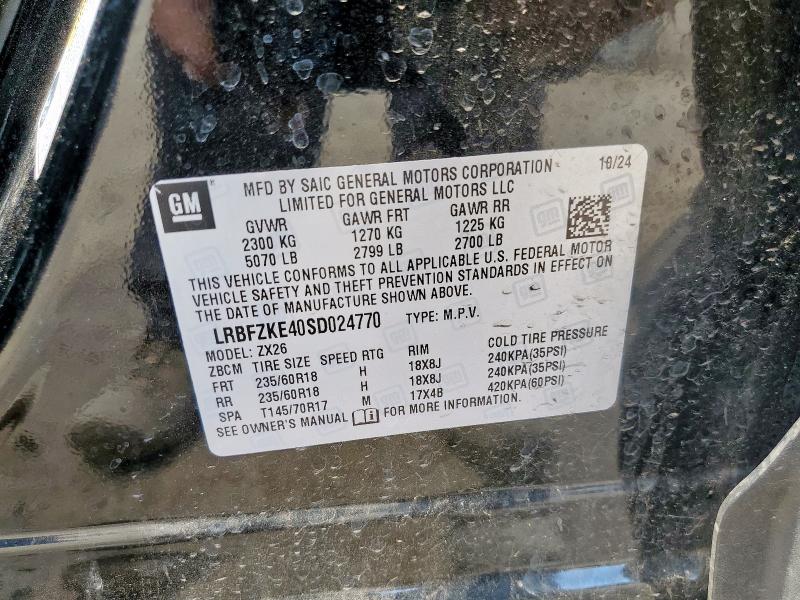 GM
MFD BY SAIC GENERAL MOTORS CORPORATION 10/24
LIMITED FOR GENERAL MOTORS LLC
GVWR GAWR FRT GAWR RR
2300 KG 1270 KG 1225 KG
5070 LB 2799 LB 2700 LB
THIS VEHICLE CONFORMS TO ALL APPLICABLE U.S. FEDERAL MOTOR
VEHICLE SAFETY AND THEFT PREVENTION STANDARDS IN EFFECT ON
THE DATE OF MANUFACTURE SHOWN ABOVE.
LRBFZKE40SD024770 TYPE: M.P.V.
MODEL: ZX26
ZBCM TIRE SIZE SPEED RTG RIM COLD TIRE PRESSURE
FRT 235/60R18 H 18X8J 240KPA(35PSI)
RR 235/60R18 H 18X8J 240KPA(35PSI)
SPA T145/70R17 M 17X4B 420KPA(60PSI)
SEE OWNER'S MANUAL FOR MORE INFORMATION.